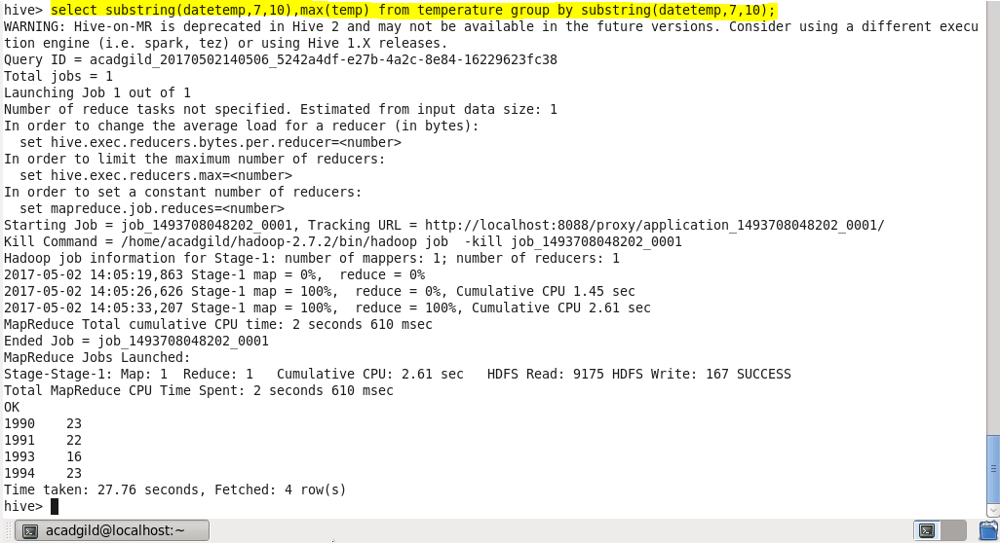 hive> select substring(datetemp,7,10),max(temp) from temperature group by substring(datetemp,7,10);
WARNING: Hive-on-MR is deprecated in Hive 2 and may not be available in the future versions. Consider using a different execu
tion engine (i.e. spark, tez) or using Hive 1.X releases.
Query ID = acadgild_20170502140506_5242a4df-e27b-4a2c-8e84-16229623fc38
Total jobs = 1
Launching Job 1 out of 1
Number of reduce tasks not specified. Estimated from input data size: 1
In order to change the average load for a reducer (in bytes):
  set hive.exec.reducers.bytes.per.reducer=<number>
In order to limit the maximum number of reducers:
  set hive.exec.reducers.max=<number>
In order to set a constant number of reducers:
  set mapreduce.job.reduces=<number>
Starting Job = job_1493708048202_0001, Tracking URL = http://localhost:8088/proxy/application_1493708048202_0001/
Kill Command = /home/acadgild/hadoop-2.7.2/bin/hadoop job  -kill job_1493708048202_0001
Hadoop job information for Stage-1: number of mappers: 1; number of reducers: 1
2017-05-02 14:05:19,863 Stage-1 map = 0%,  reduce = 0%
2017-05-02 14:05:26,626 Stage-1 map = 100%,  reduce = 0%, Cumulative CPU 1.45 sec
2017-05-02 14:05:33,207 Stage-1 map = 100%,  reduce = 100%, Cumulative CPU 2.61 sec
MapReduce Total cumulative CPU time: 2 seconds 610 msec
Ended Job = job_1493708048202_0001
MapReduce Jobs Launched:
Stage-Stage-1: Map: 1  Reduce: 1   Cumulative CPU: 2.61 sec   HDFS Read: 9175 HDFS Write: 167 SUCCESS
Total MapReduce CPU Time Spent: 2 seconds 610 msec
OK
1990    23
1991    22
1993    16
1994    23
Time taken: 27.76 seconds, Fetched: 4 row(s)
hive>
acadgild@localhost:~